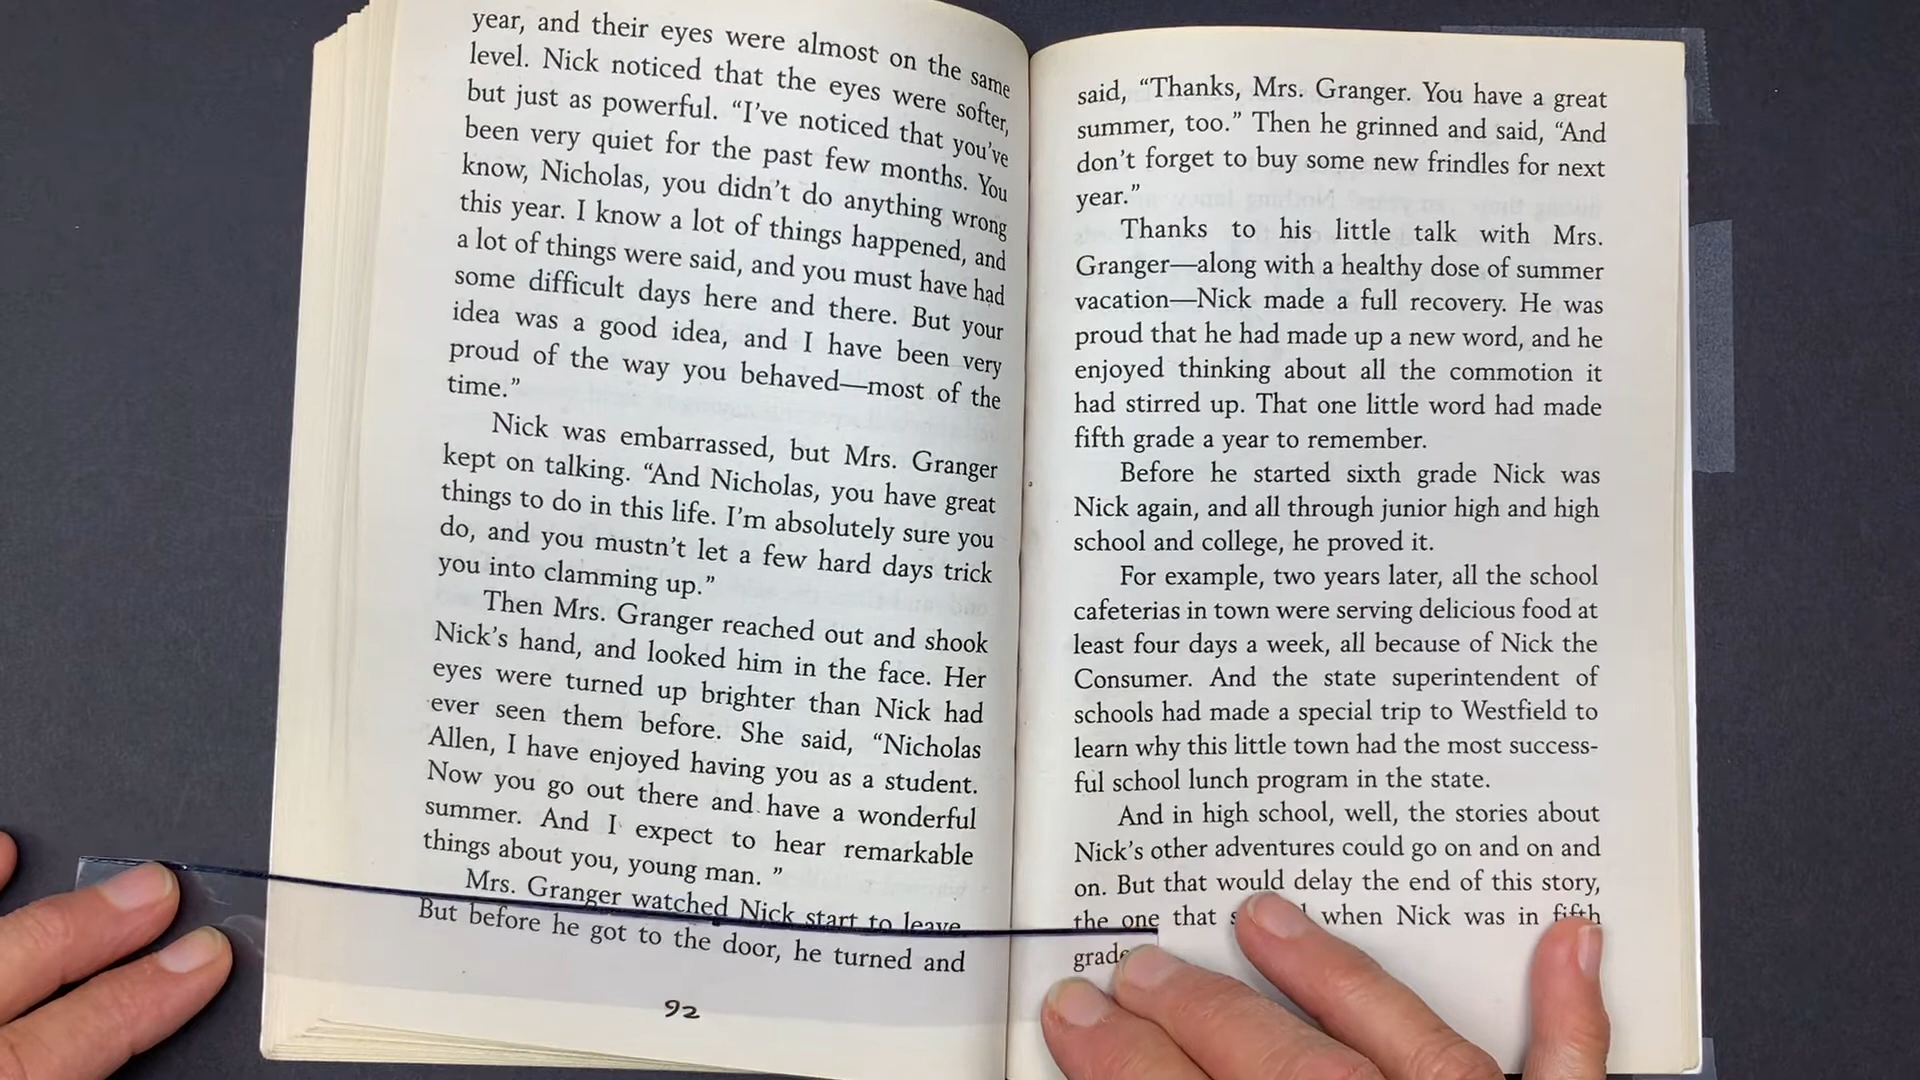 year, and their eyes were almost on the same
level. Nick noticed that the eyes were softer,
but just as powerful. “I’ve noticed that you’ve
been very quiet for the past few months. You
know, Nicholas, you didn’t do anything wrong
this year. I know a lot of things happened, and
a lot of things were said, and you must have had
some difficult days here and there. But your
idea was a good idea, and I have been very
proud of the way you behaved—most of the
time.”
Nick was embarrassed, but Mrs. Granger
kept on talking. “And Nicholas, you have great
things to do in this life. I’m absolutely sure you
do, and you mustn’t let a few hard days trick
you into clamming up.”
Then Mrs. Granger reached out and shook
Nick’s hand, and looked him in the face. Her
eyes were turned up brighter than Nick had
ever seen them before. She said, “Nicholas
Allen, I have enjoyed having you as a student.
Now you go out there and have a wonderful
summer. And I expect to hear remarkable
things about you, young man. ”
Mrs. Granger watched Nick start to leave
But before he got to the door, he turned and
92
said, “Thanks, Mrs. Granger. You have a great
summer, too.” Then he grinned and said, “And
don’t forget to buy some new frindles for next
year.”
Thanks to his little talk with Mrs.
Granger—along with a healthy dose of summer
vacation—Nick made a full recovery. He was
proud that he had made up a new word, and he
enjoyed thinking about all the commotion it
had stirred up. That one little word had made
fifth grade a year to remember.
Before he started sixth grade Nick was
Nick again, and all through junior high and high
school and college, he proved it.
For example, two years later, all the school
cafeterias in town were serving delicious food at
least four days a week, all because of Nick the
Consumer. And the state superintendent of
schools had made a special trip to Westfield to
learn why this little town had the most success-
ful school lunch program in the state.
And in high school, well, the stories about
Nick’s other adventures could go on and on and
on. But that would delay the end of this story,
the one that when Nick was in fifth
grade